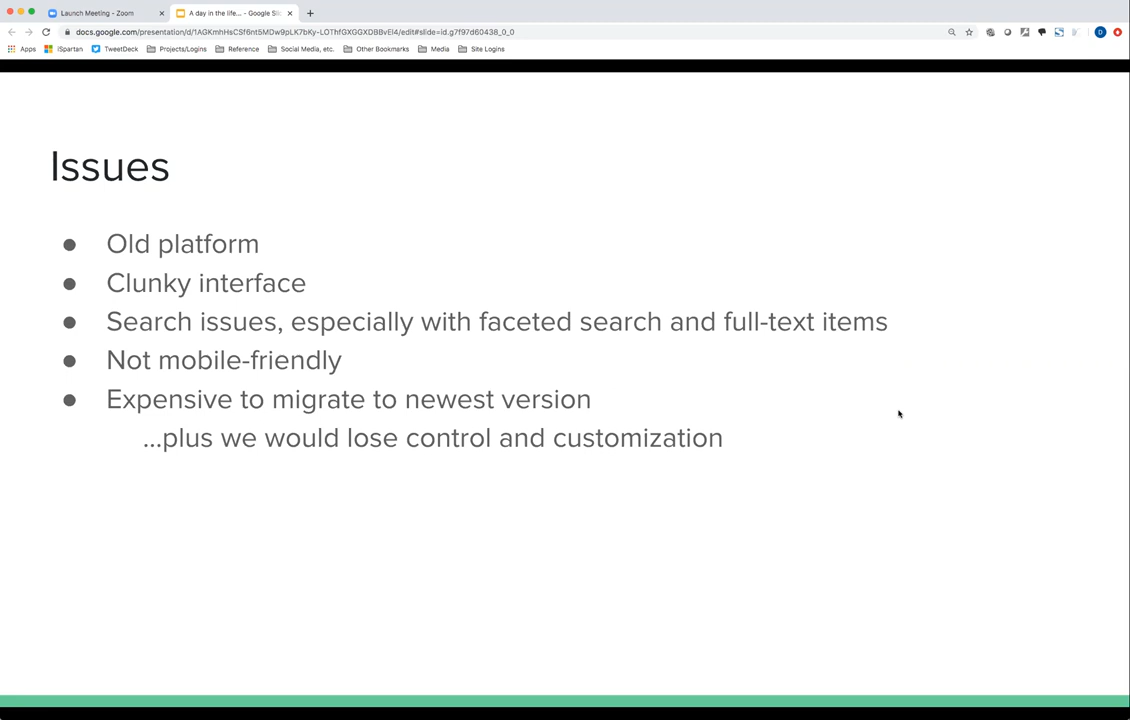 Launch Meeting - Zoom
A day in the life... - Google Sli
docs.google.com/presentation/d/1AGKmhHsCSf6nt5MDw9pLK7bKy-LOThfGXGGXDBBvEl4/edit#slide=id.g7f97d60438_0_0
Apps iSpartan TweetDeck Projects/Logins Reference Social Media, etc. Other Bookmarks Media Site Logins
Issues
● Old platform
● Clunky interface
● Search issues, especially with faceted search and full-text items
● Not mobile-friendly
● Expensive to migrate to newest version
...plus we would lose control and customization